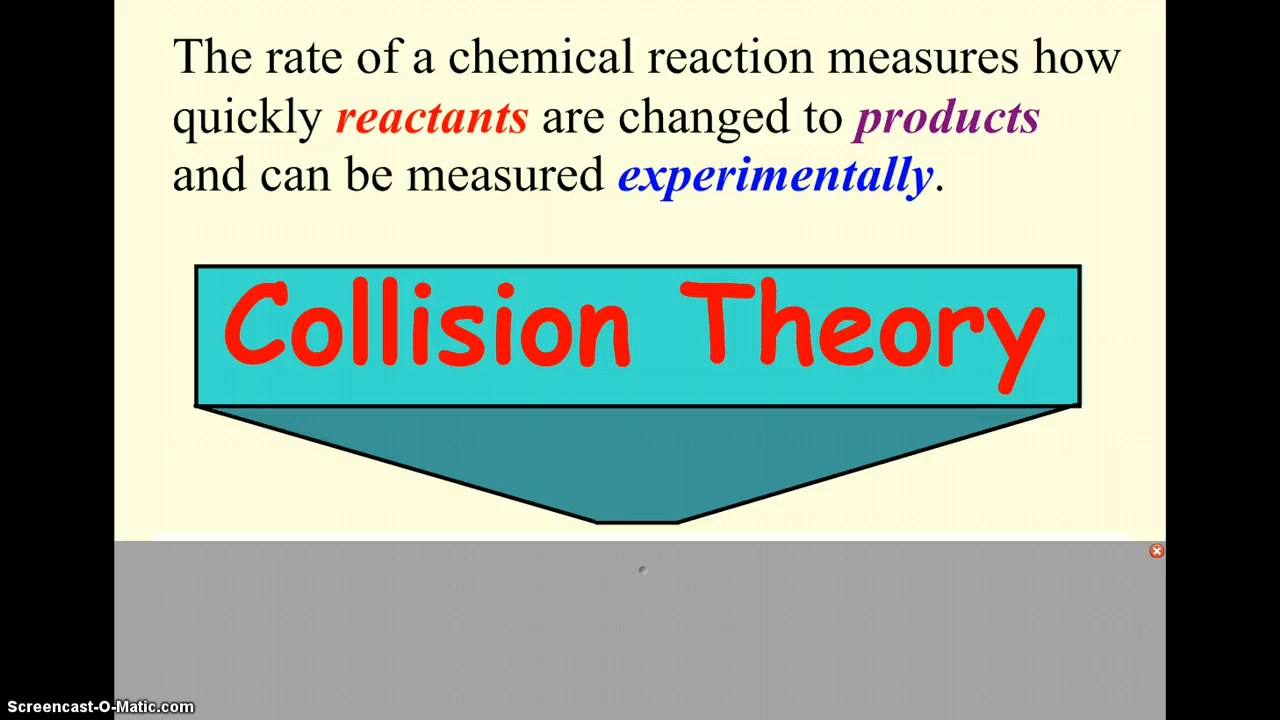 The rate of a chemical reaction measures how
quickly reactants are changed to products
and can be measured experimentally.
Collision Theory
Screencast-O-Matic.com